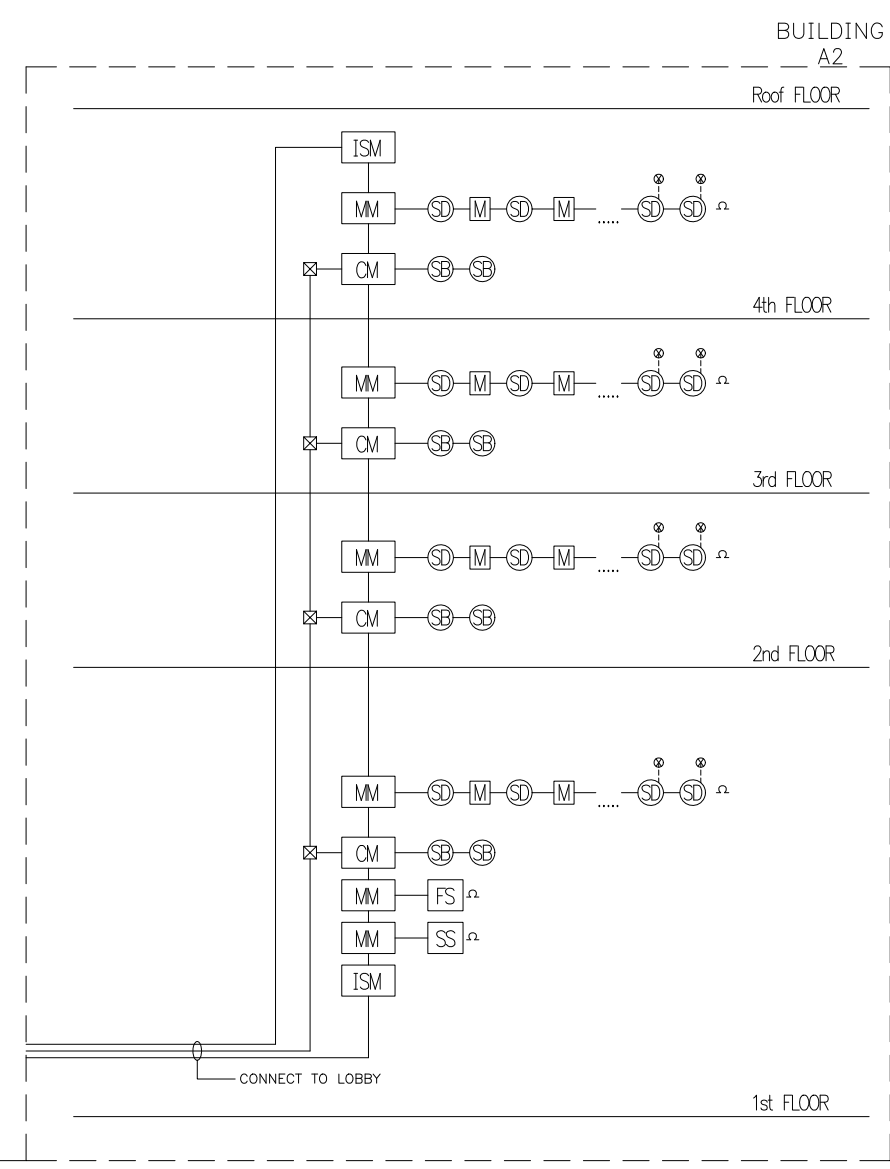 BUILDING
A2
Roof FLOOR
ISM
MM SD M SD M ..... SD SD Ω
CM SB SB
4th FLOOR
MM SD M SD M ..... SD SD Ω
CM SB SB
3rd FLOOR
MM SD M SD M ..... SD SD Ω
CM SB SB
2nd FLOOR
MM SD M SD M ..... SD SD Ω
CM SB SB
MM FS Ω
MM SS Ω
ISM
CONNECT TO LOBBY
1st FLOOR